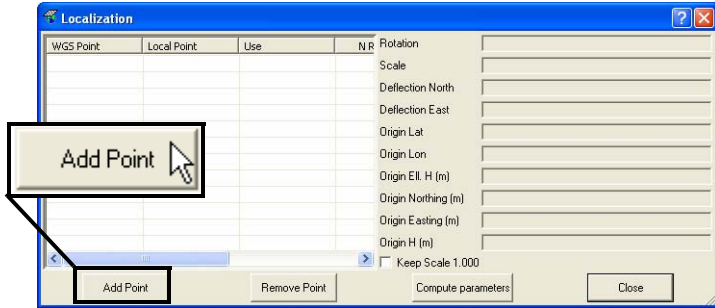 Localization
WGS Point Local Point Use N R
Rotation
Scale
Deflection North
Deflection East
Origin Lat
Origin Lon
Origin Ell. H (m)
Origin Northing (m)
Origin Easting (m)
Origin H (m)
Keep Scale 1.000
Add Point
Add Point Remove Point Compute parameters Close